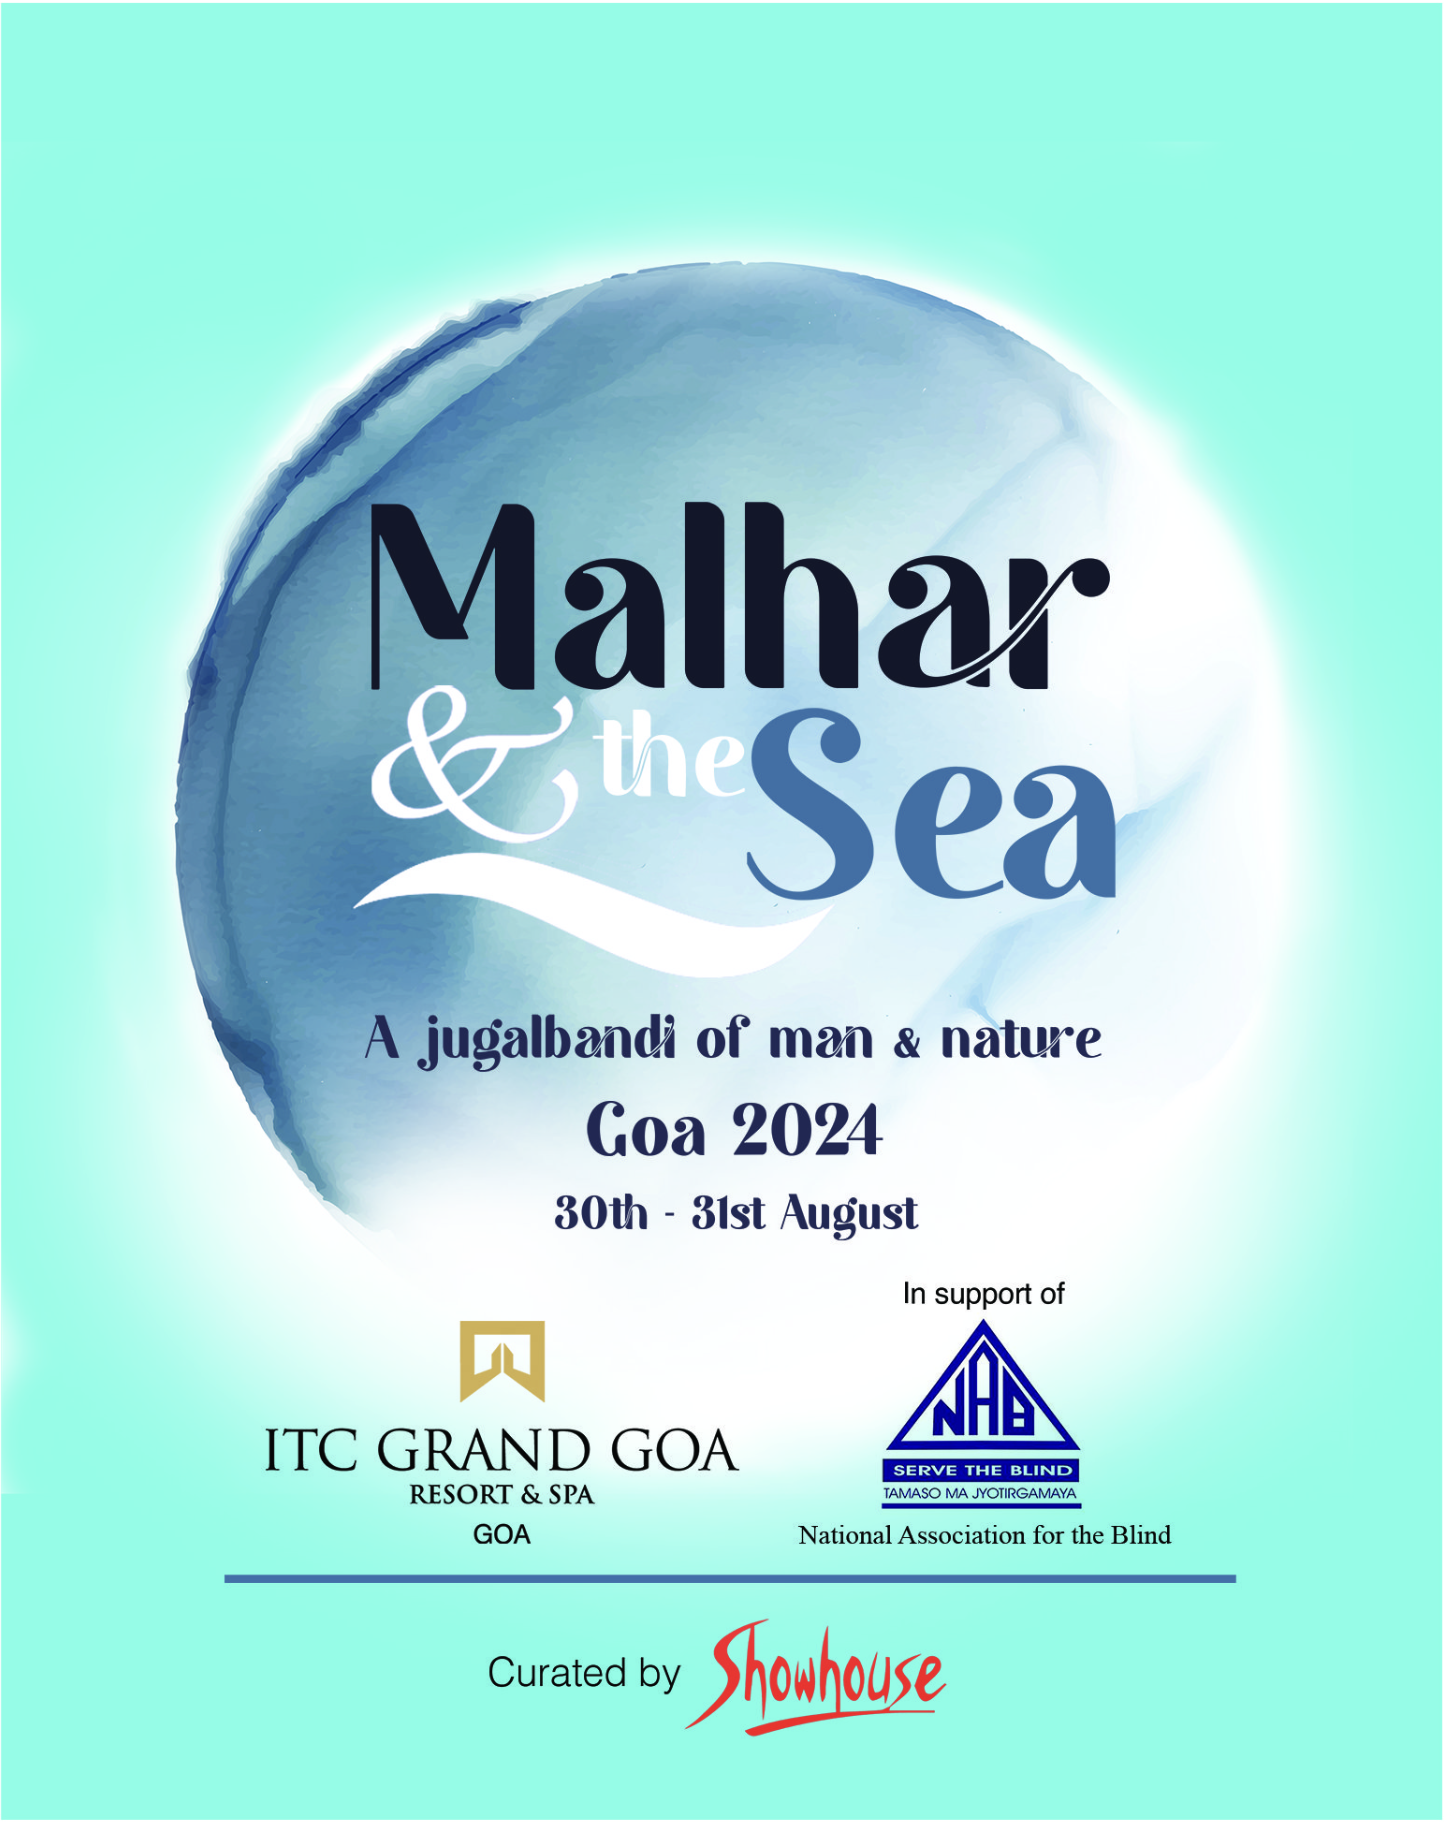 Malhar
& the Sea
A jugalbandi of man & nature
Goa 2024
30th - 31st August
ITC GRAND GOA
RESORT & SPA
GOA
In support of
NAB
SERVE THE BLIND
TAMASO MA JYOTIRGAMAYA
National Association for the Blind
Curated by Showhouse